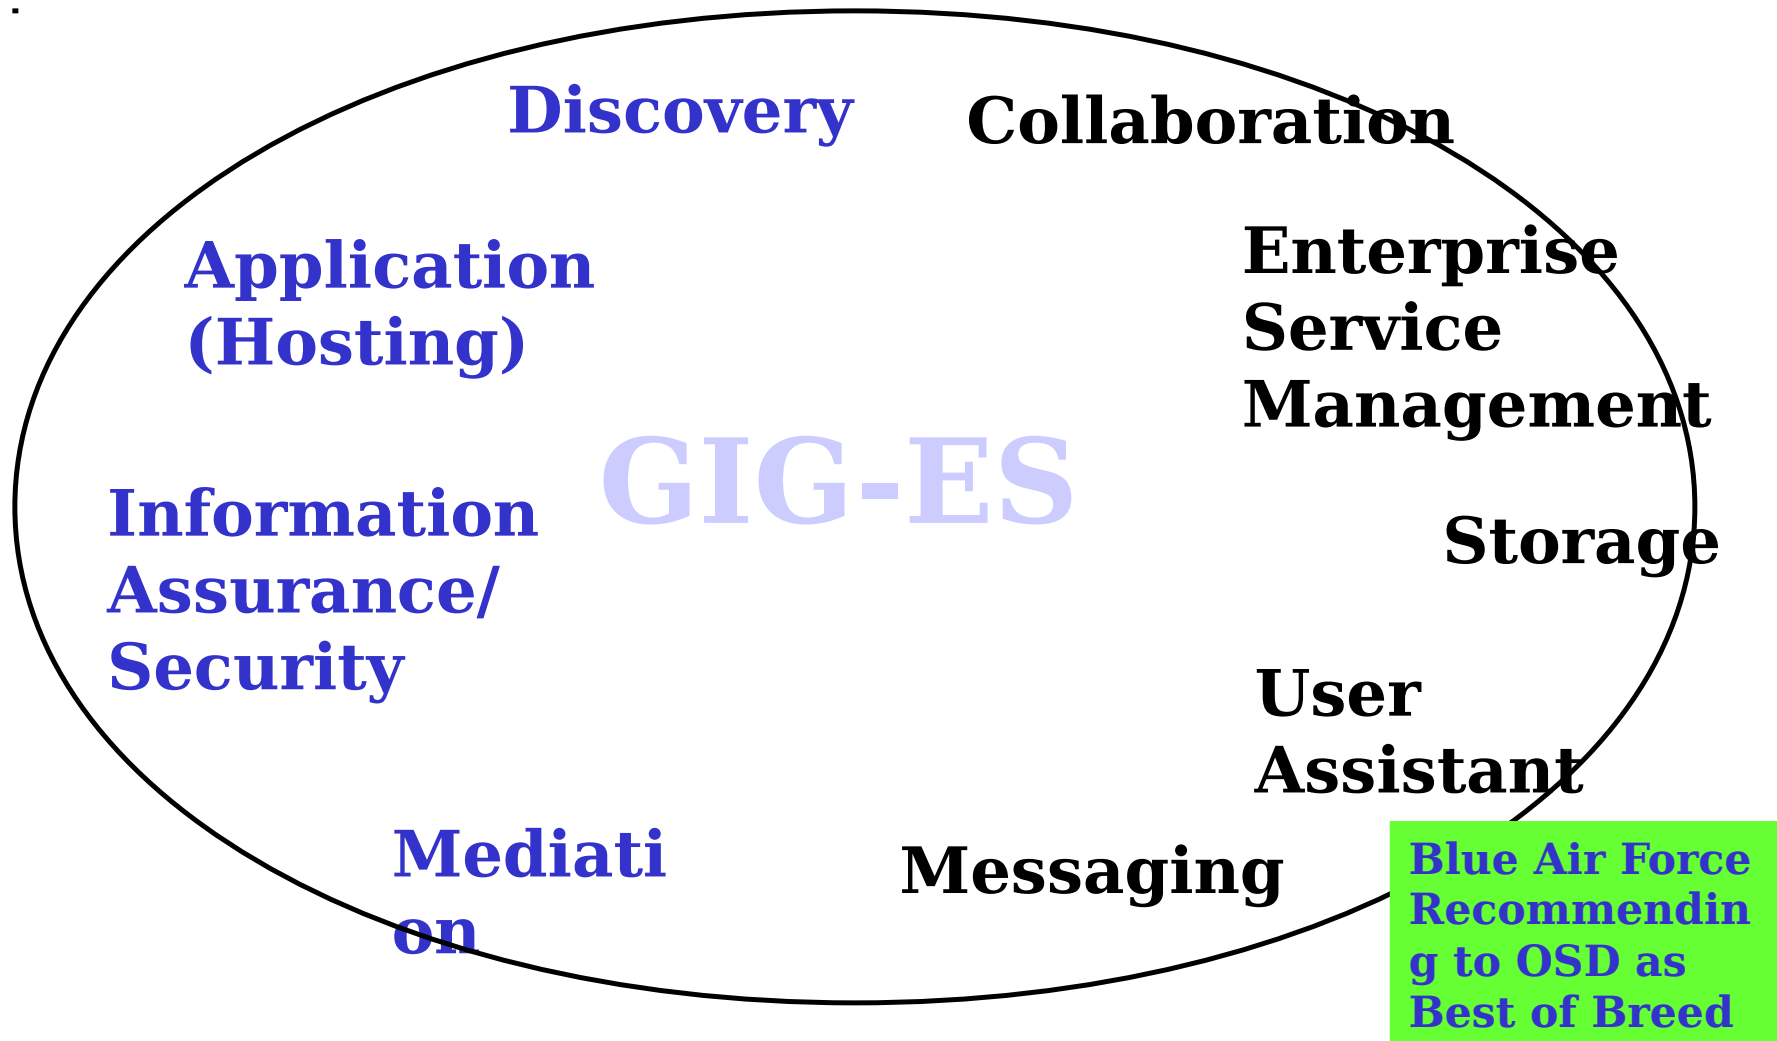 Discovery
Collaboration
Application
(Hosting)
Enterprise
Service
Management
GIG-ES
Information
Assurance/
Security
Storage
User
Assistant
Mediati
on
Messaging
Blue Air Force
Recommendin
g to OSD as
Best of Breed